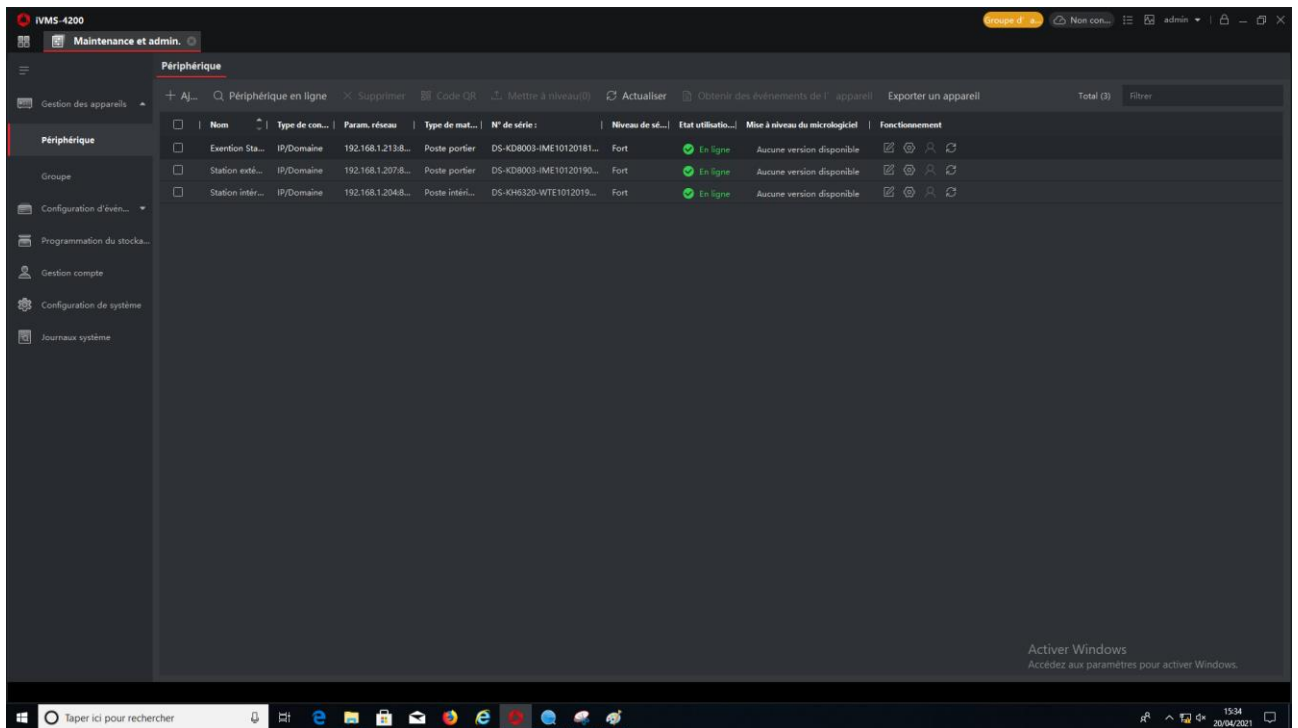 iVMS-4200
Groupe d' a... Non con... admin
Maintenance et admin.
Périphérique
Gestion des appareils
Aj... Périphérique en ligne Supprimer Code QR Mettre à niveau(0) Actualiser Obtenir des événements de l' appareil Exporter un appareil Total (3) Filtrer
Nom Type de con... Param. réseau Type de mat... N° de série : Niveau de sé... Etat utilisatio... Mise à niveau du micrologiciel Fonctionnement
Périphérique
Exention Sta... IP/Domaine 192.168.1.213:8... Poste portier DS-KD8003-IME10120181... Fort En ligne Aucune version disponible
Station exté... IP/Domaine 192.168.1.207:8... Poste portier DS-KD8003-IME10120190... Fort En ligne Aucune version disponible
Groupe
Station intér... IP/Domaine 192.168.1.204:8... Poste intéri... DS-KH6320-WTE1012019... Fort En ligne Aucune version disponible
Configuration d'évén...
Programmation du stocka...
Gestion compte
Configuration de système
Journaux système
Activer Windows
Accédez aux paramètres pour activer Windows.
Taper ici pour rechercher
15:34
20/04/2021